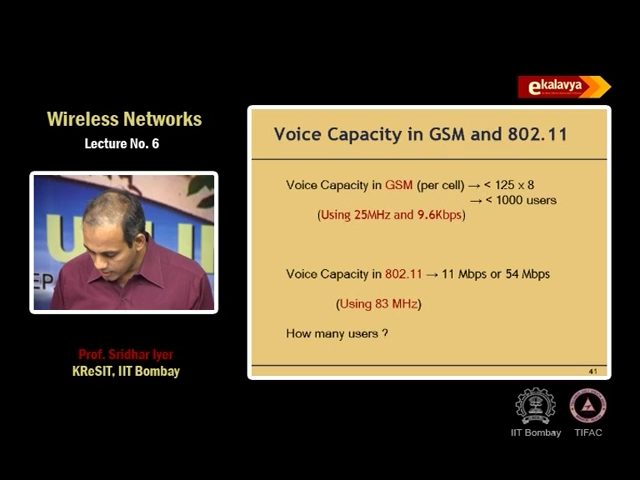 ekalavya
Wireless Networks
Lecture No. 6
Voice Capacity in GSM and 802.11
Voice Capacity in GSM (per cell) → < 125 x 8
→ < 1000 users
(Using 25MHz and 9.6Kbps)
Voice Capacity in 802.11 → 11 Mbps or 54 Mbps
(Using 83 MHz)
How many users ?
41
Prof. Sridhar Iyer
KReSIT, IIT Bombay
IIT Bombay
TIFAC